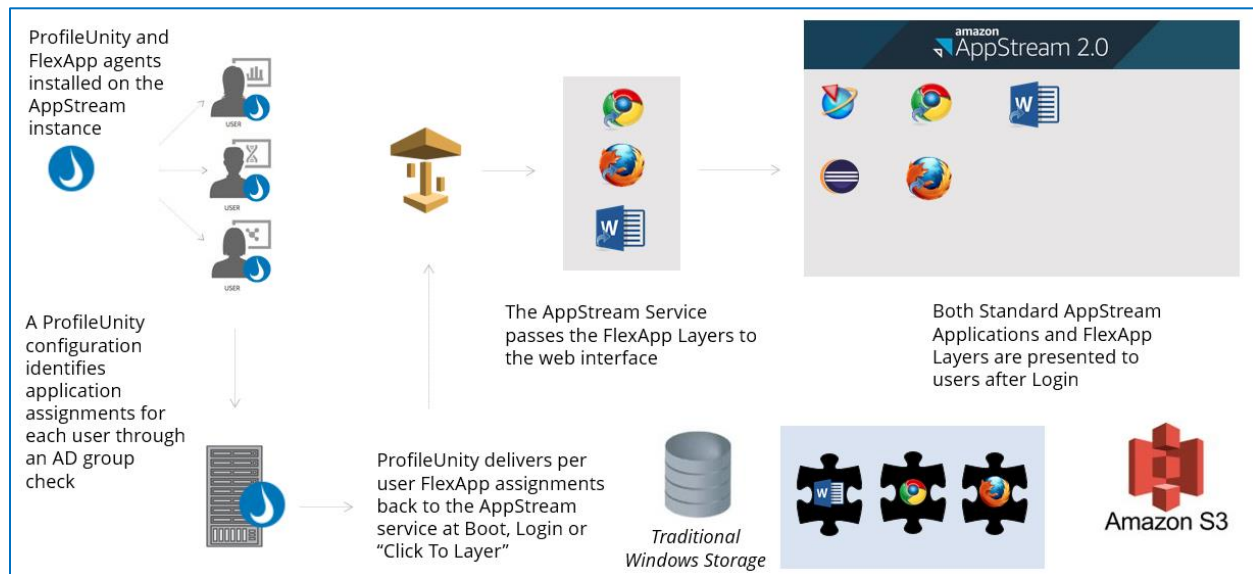 ProfileUnity and
FlexApp agents
installed on the
AppStream
instance
USER
USER
USER
amazon
AppStream 2.0
W
W
The AppStream Service
passes the FlexApp Layers to
the web interface
Both Standard AppStream
Applications and FlexApp
Layers are presented to
users after Login
A ProfileUnity
configuration
identifies
application
assignments for
each user through
an AD group
check
ProfileUnity delivers per
user FlexApp assignments
back to the AppStream
service at Boot, Login or
“Click To Layer”
Traditional
Windows Storage
W
Amazon S3